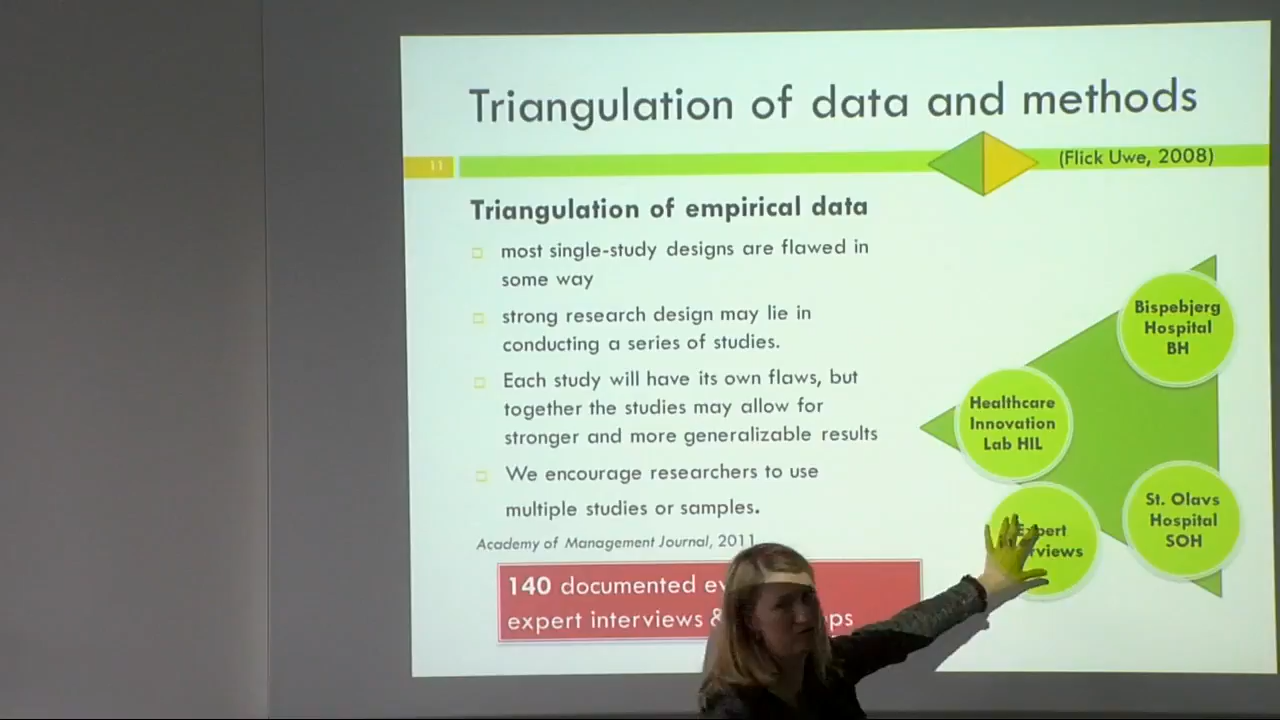 Triangulation of data and methods
11
(Flick Uwe, 2008)
Triangulation of empirical data
most single-study designs are flawed in
some way
strong research design may lie in
conducting a series of studies.
Each study will have its own flaws, but
together the studies may allow for
stronger and more generalizable results
We encourage researchers to use
multiple studies or samples.
Academy of Management Journal, 2011
140 documented
expert interviews &
Bispebjerg
Hospital
BH
Healthcare
Innovation
Lab HIL
St. Olavs
Hospital
SOH